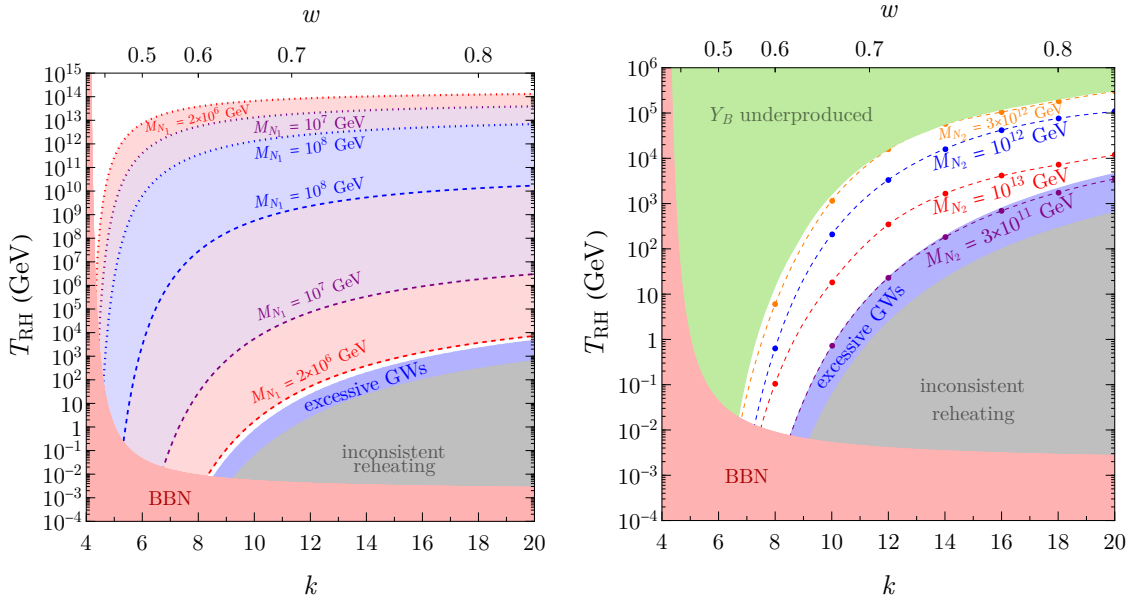 w
0.5 0.6 0.7 0.8
10^15
10^14
10^13
10^12
10^11
10^10
10^9
10^8
10^7
10^6
10^5
10^4
10^3
10^2
10
1
10^-1
10^-2
10^-3
10^-4
T_RH (GeV)
M_N1 = 2×10^6 GeV
M_N1 = 10^7 GeV
M_N1 = 10^8 GeV
M_N1 = 10^8 GeV
M_N1 = 10^7 GeV
M_N1 = 2×10^6 GeV
excessive GWs
inconsistent
reheating
BBN
4 6 8 10 12 14 16 18 20
k
w
0.5 0.6 0.7 0.8
10^6
10^5
10^4
10^3
10^2
10
1
10^-1
10^-2
10^-3
10^-4
T_RH (GeV)
Y_B underproduced
M_N2 = 3×10^12 GeV
M_N2 = 10^12 GeV
M_N2 = 10^13 GeV
M_N2 = 3×10^11 GeV
excessive GWs
inconsistent
reheating
BBN
4 6 8 10 12 14 16 18 20
k